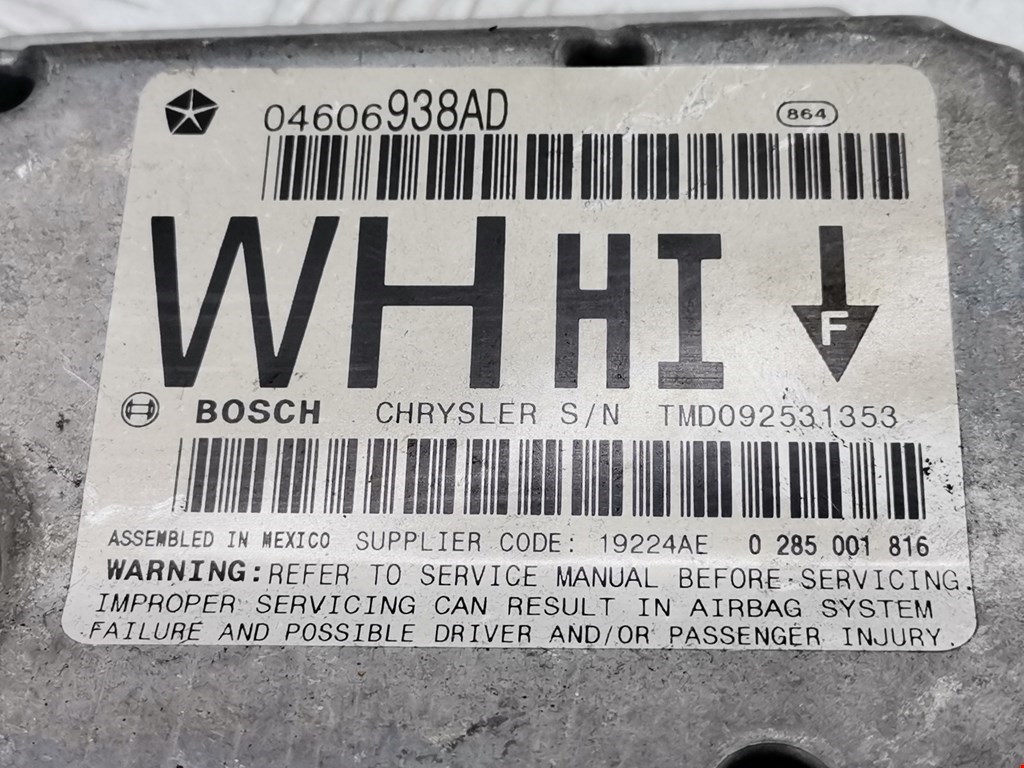 04606938AD 864
WH HI F
BOSCH CHRYSLER S/N TMD092531353
ASSEMBLED IN MEXICO SUPPLIER CODE: 19224AE 0 285 001 816
WARNING: REFER TO SERVICE MANUAL BEFORE SERVICING.
IMPROPER SERVICING CAN RESULT IN AIRBAG SYSTEM
FAILURE AND POSSIBLE DRIVER AND/OR PASSENGER INJURY.